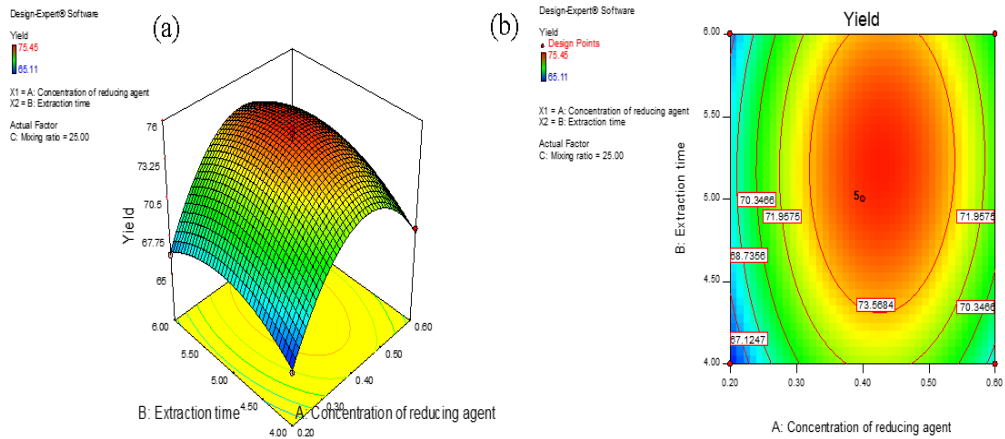 Design-Expert® Software
(a)
Yield
75.45
65.11
X1 = A: Concentration of reducing agent
X2 = B: Extraction time
Actual Factor
C: Mixing ratio = 25.00
76
73.25
70.5
67.75
65
Yield
6.00
5.50
5.00
4.50
4.00
0.60
0.50
0.40
0.30
0.20
B: Extraction time
A: Concentration of reducing agent
(b)
Design-Expert® Software
Yield
Design Points
75.45
65.11
X1 = A: Concentration of reducing agent
X2 = B: Extraction time
Actual Factor
C: Mixing ratio = 25.00
Yield
6.00
5.50
5.00
4.50
4.00
B: Extraction time
5
70.3466
71.9575
71.9575
68.7356
73.5684
70.3466
67.1247
0.20
0.30
0.40
0.50
0.60
A: Concentration of reducing agent